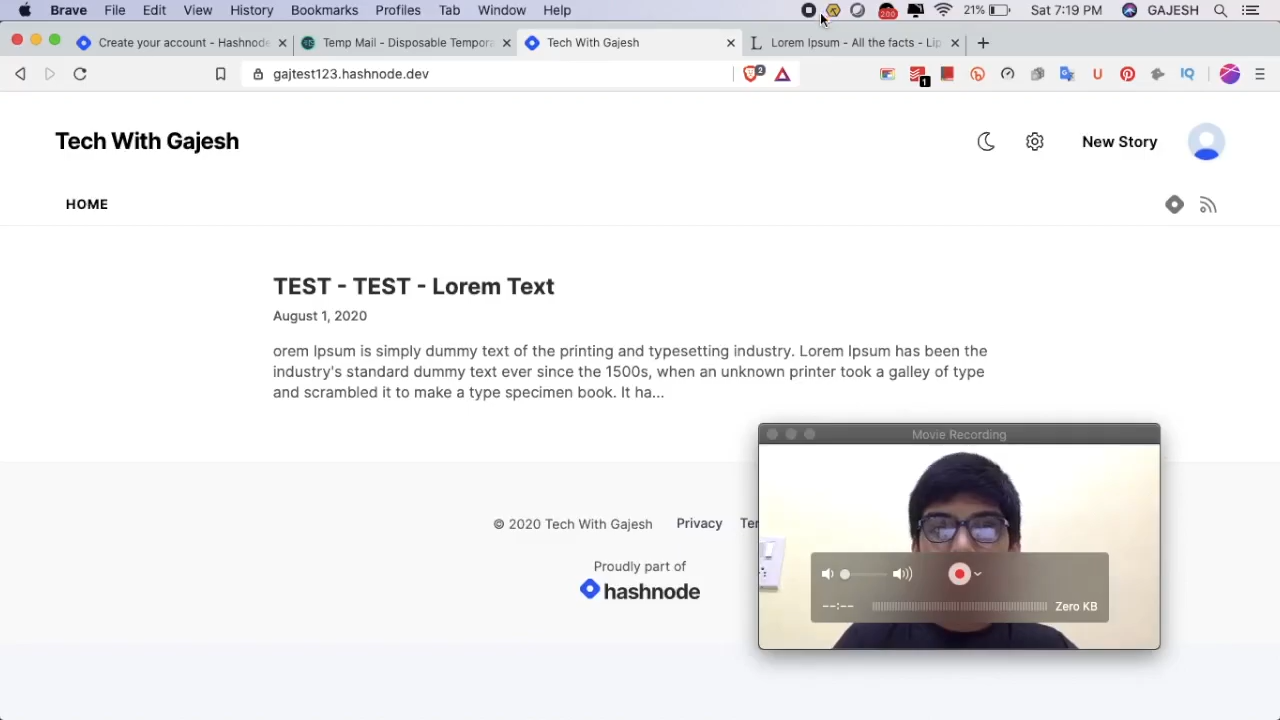 Brave File Edit View History Bookmarks Profiles Tab Window Help 200 21% Sat 7:19 PM GAJESH
Create your account - Hashnode Temp Mail - Disposable Tempora Tech With Gajesh Lorem Ipsum - All the facts - Lip
gajtest123.hashnode.dev 2 1 U IQ
Tech With Gajesh
New Story
HOME
TEST - TEST - Lorem Text
August 1, 2020
orem Ipsum is simply dummy text of the printing and typesetting industry. Lorem Ipsum has been the
industry's standard dummy text ever since the 1500s, when an unknown printer took a galley of type
and scrambled it to make a type specimen book. It ha...
Movie Recording
--:-- Zero KB
© 2020 Tech With Gajesh Privacy Ter
Proudly part of
hashnode